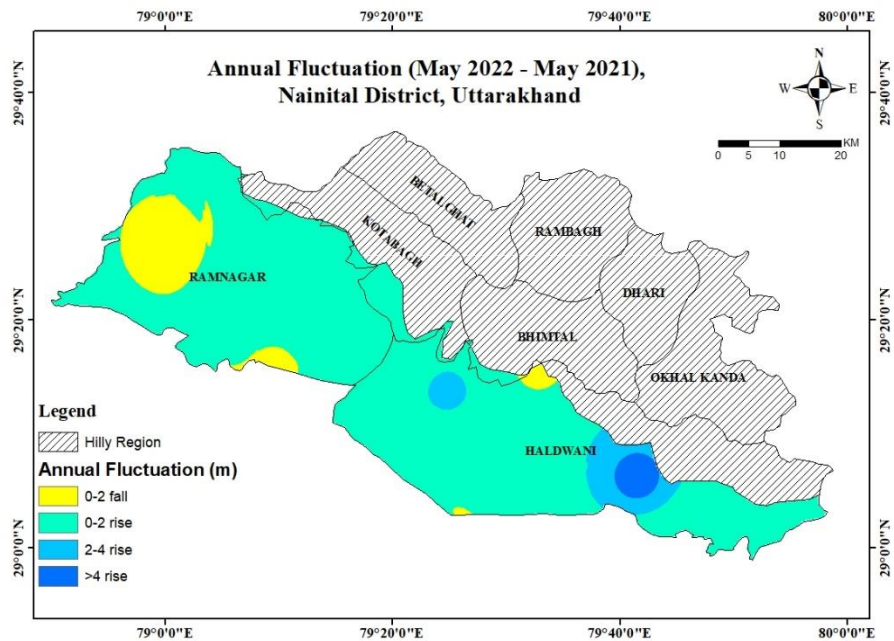 79°0'0"E 79°20'0"E 79°40'0"E 80°0'0"E
Annual Fluctuation (May 2022 - May 2021),
Nainital District, Uttarakhand
N
W E
S
KM
0 5 10 20
29°40'0"N 29°40'0"N
BETALGHAT
RAMBAGH
KOTABAGH
RAMNAGAR
DHARI
29°20'0"N 29°20'0"N
BHIMTAL
OKHAL KANDA
HALDWANI
Legend
Hilly Region
Annual Fluctuation (m)
0-2 fall
0-2 rise
2-4 rise
>4 rise
29°0'0"N 29°0'0"N
79°0'0"E 79°20'0"E 79°40'0"E 80°0'0"E